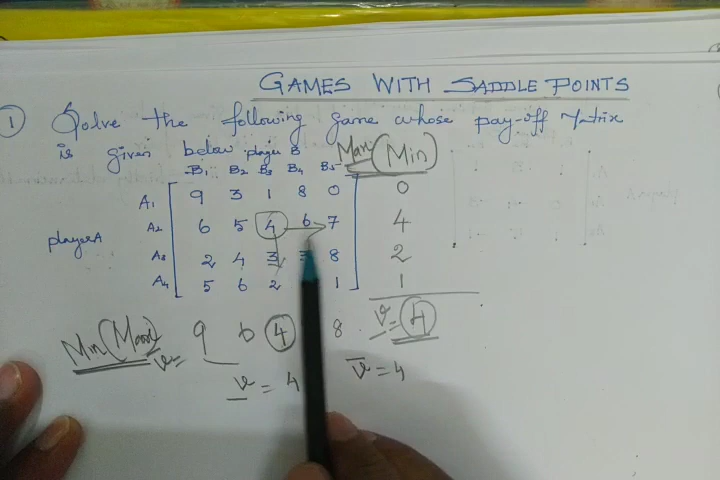 GAMES WITH SADDLE POINTS
1 Solve the following game whose pay-off Matrix
is given below player B
Max (Min)
B1 B2 B3 B4 B5
A1 9 3 1 8 0 0
player A A2 6 5 4 6 7 4
A3 2 4 3 8 2
A4 5 6 2 1 1
Min (Max) 9 6 4 8 v = 4
v = 4 v̅ = 4